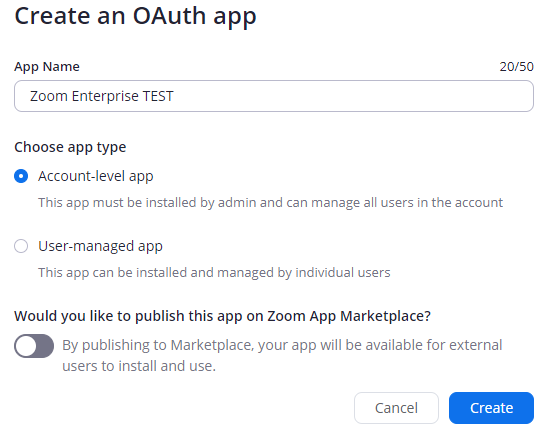 Create an OAuth app
App Name
20/50
Zoom Enterprise TEST
Choose app type
Account-level app
This app must be installed by admin and can manage all users in the account
User-managed app
This app can be installed and managed by individual users
Would you like to publish this app on Zoom App Marketplace?
By publishing to Marketplace, your app will be available for external
users to install and use.
Cancel
Create